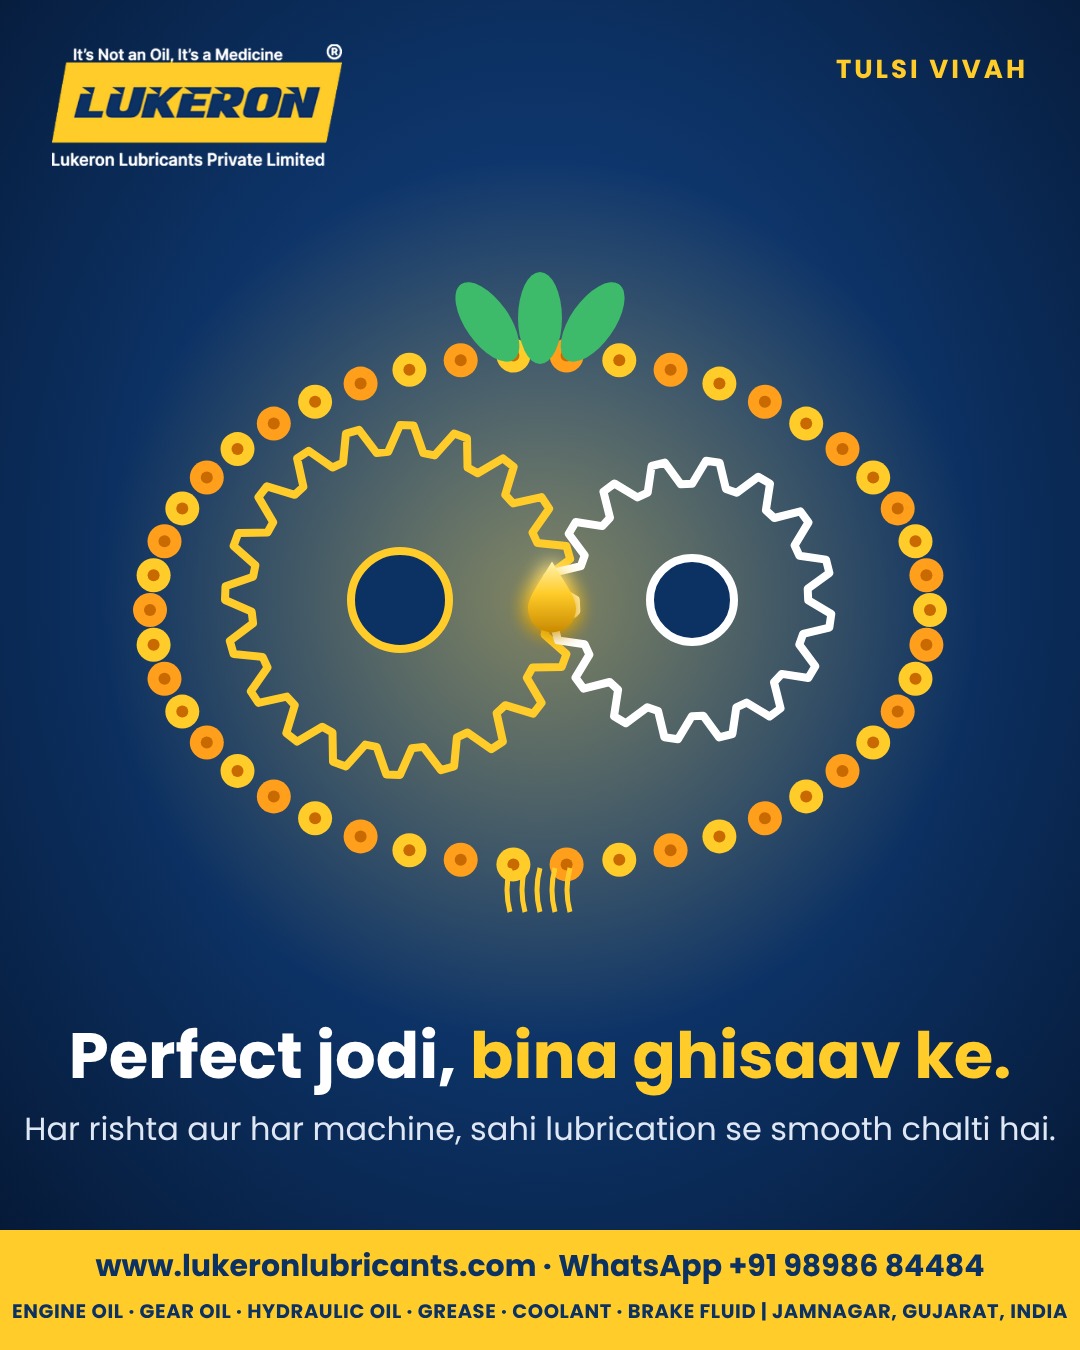 It's Not an Oil, It's a Medicine ®
LUKERON
Lukeron Lubricants Private Limited
TULSI VIVAH
Perfect jodi, bina ghisaav ke.
Har rishta aur har machine, sahi lubrication se smooth chalti hai.
www.lukeronlubricants.com · WhatsApp +91 98986 84484
ENGINE OIL · GEAR OIL · HYDRAULIC OIL · GREASE · COOLANT · BRAKE FLUID | JAMNAGAR, GUJARAT, INDIA